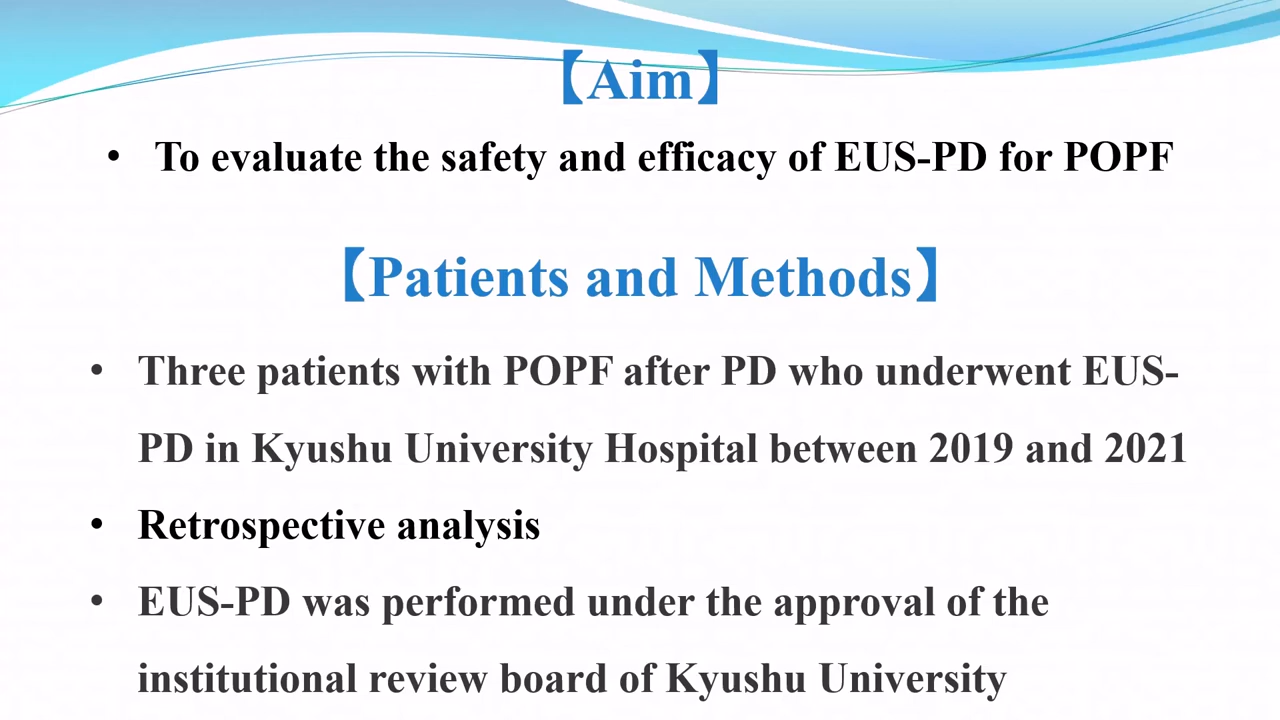 【Aim】
• To evaluate the safety and efficacy of EUS-PD for POPF
【Patients and Methods】
• Three patients with POPF after PD who underwent EUS-
PD in Kyushu University Hospital between 2019 and 2021
• Retrospective analysis
• EUS-PD was performed under the approval of the
institutional review board of Kyushu University